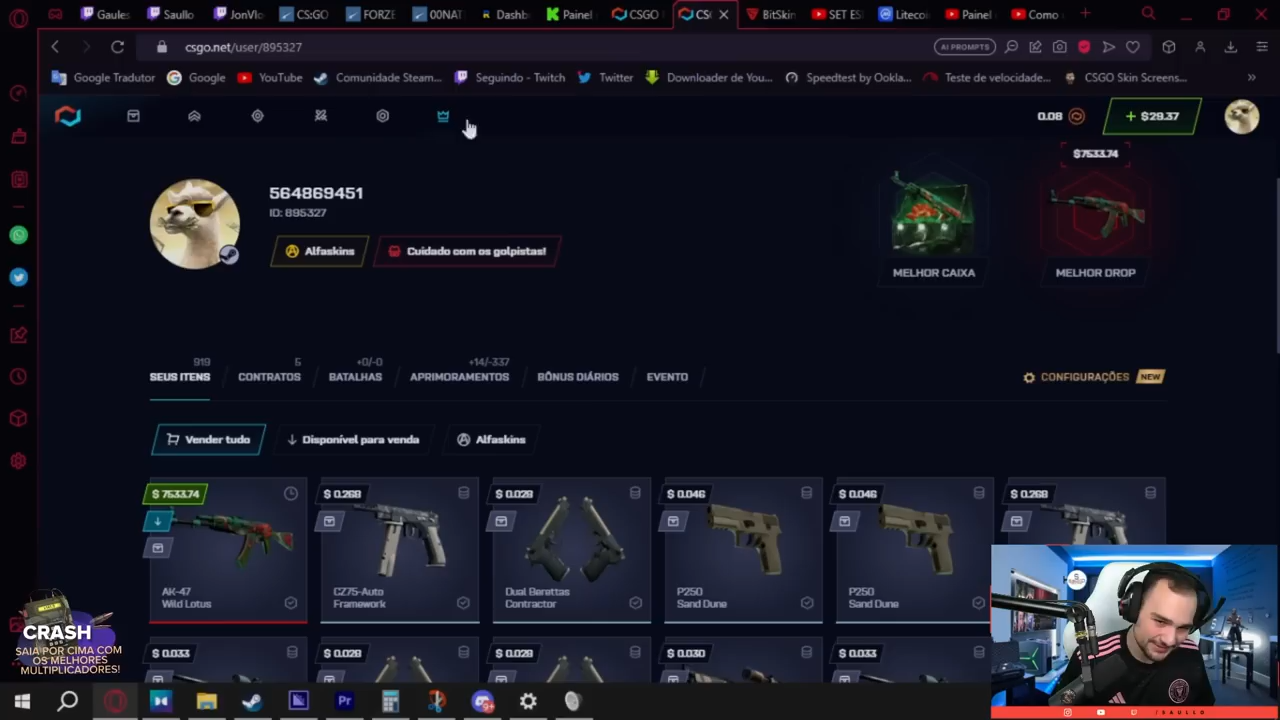 Gaules
Saullo
JonVlo
CS:GO
FORZE
00NAT
Dashb
Painel
CSGO
CS
BitSkin
SET ES
Litecoi
Painel
Como
csgo.net/user/895327
AI PROMPTS
Google Tradutor
Google
YouTube
Comunidade Steam...
Seguindo - Twitch
Twitter
Downloader de You...
Speedtest by Ookla...
Teste de velocidade...
CSGO Skin Screens...
»
0.08
+ $29.37
564869451
ID: 895327
Alfaskins
Cuidado com os golpistas!
MELHOR CAIXA
$7533.74
MELHOR DROP
919
SEUS ITENS
5
CONTRATOS
+0/-0
BATALHAS
+14/-337
APRIMORAMENTOS
BÔNUS DIÁRIOS
EVENTO
CONFIGURAÇÕES NEW
Vender tudo
Disponível para venda
Alfaskins
$ 7533.74
AK-47
Wild Lotus
$ 0.268
CZ75-Auto
Framework
$ 0.028
Dual Berettas
Contractor
$ 0.046
P250
Sand Dune
$ 0.046
P250
Sand Dune
$ 0.268
$ 0.033
$ 0.028
$ 0.028
$ 0.030
$ 0.033
CRASH
SAIA POR CIMA COM
OS MELHORES
MULTIPLICADORES!
/SAULLO